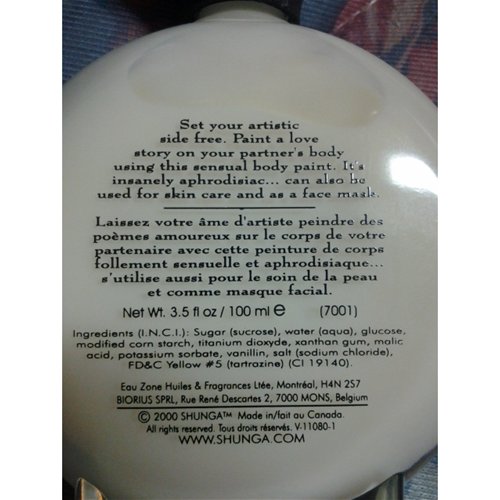 Set your artistic
side free. Paint a love
story on your partner's body
using this sensual body paint. It's
insanely aphrodisiac... can also be
used for skin care and as a face mask.
Laissez votre âme d'artiste peindre des
poèmes amoureux sur le corps de votre
partenaire avec cette peinture de corps
follement sensuelle et aphrodisiaque...
s'utilise aussi pour le soin de la peau
et comme masque facial.
Net Wt. 3.5 fl oz / 100 ml e (7001)
Ingredients (I.N.C.I.): Sugar (sucrose), water (aqua), glucose,
modified corn starch, titanium dioxyde, xanthan gum, malic
acid, potassium sorbate, vanillin, salt (sodium chloride),
FD&C Yellow #5 (tartrazine) (CI 19140).
Eau Zone Huiles & Fragrances Ltée, Montréal, H4N 2S7
BIORIUS SPRL, Rue René Descartes 2, 7000 MONS, Belgium
© 2000 SHUNGA™ Made in/fait au Canada.
All rights reserved. Tous droits réservés. V-11080-1
WWW.SHUNGA.COM